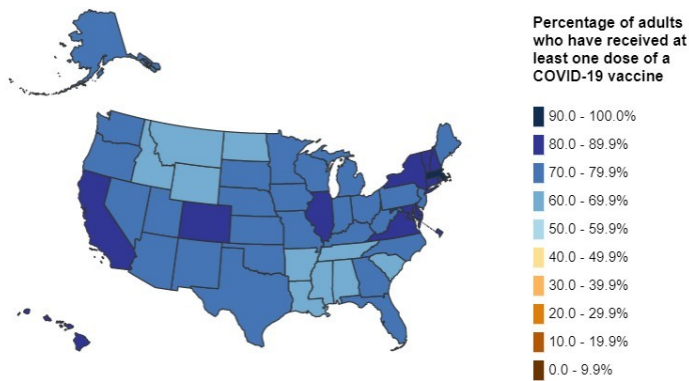 Percentage of adults
who have received at
least one dose of a
COVID-19 vaccine
90.0 - 100.0%
80.0 - 89.9%
70.0 - 79.9%
60.0 - 69.9%
50.0 - 59.9%
40.0 - 49.9%
30.0 - 39.9%
20.0 - 29.9%
10.0 - 19.9%
0.0 - 9.9%